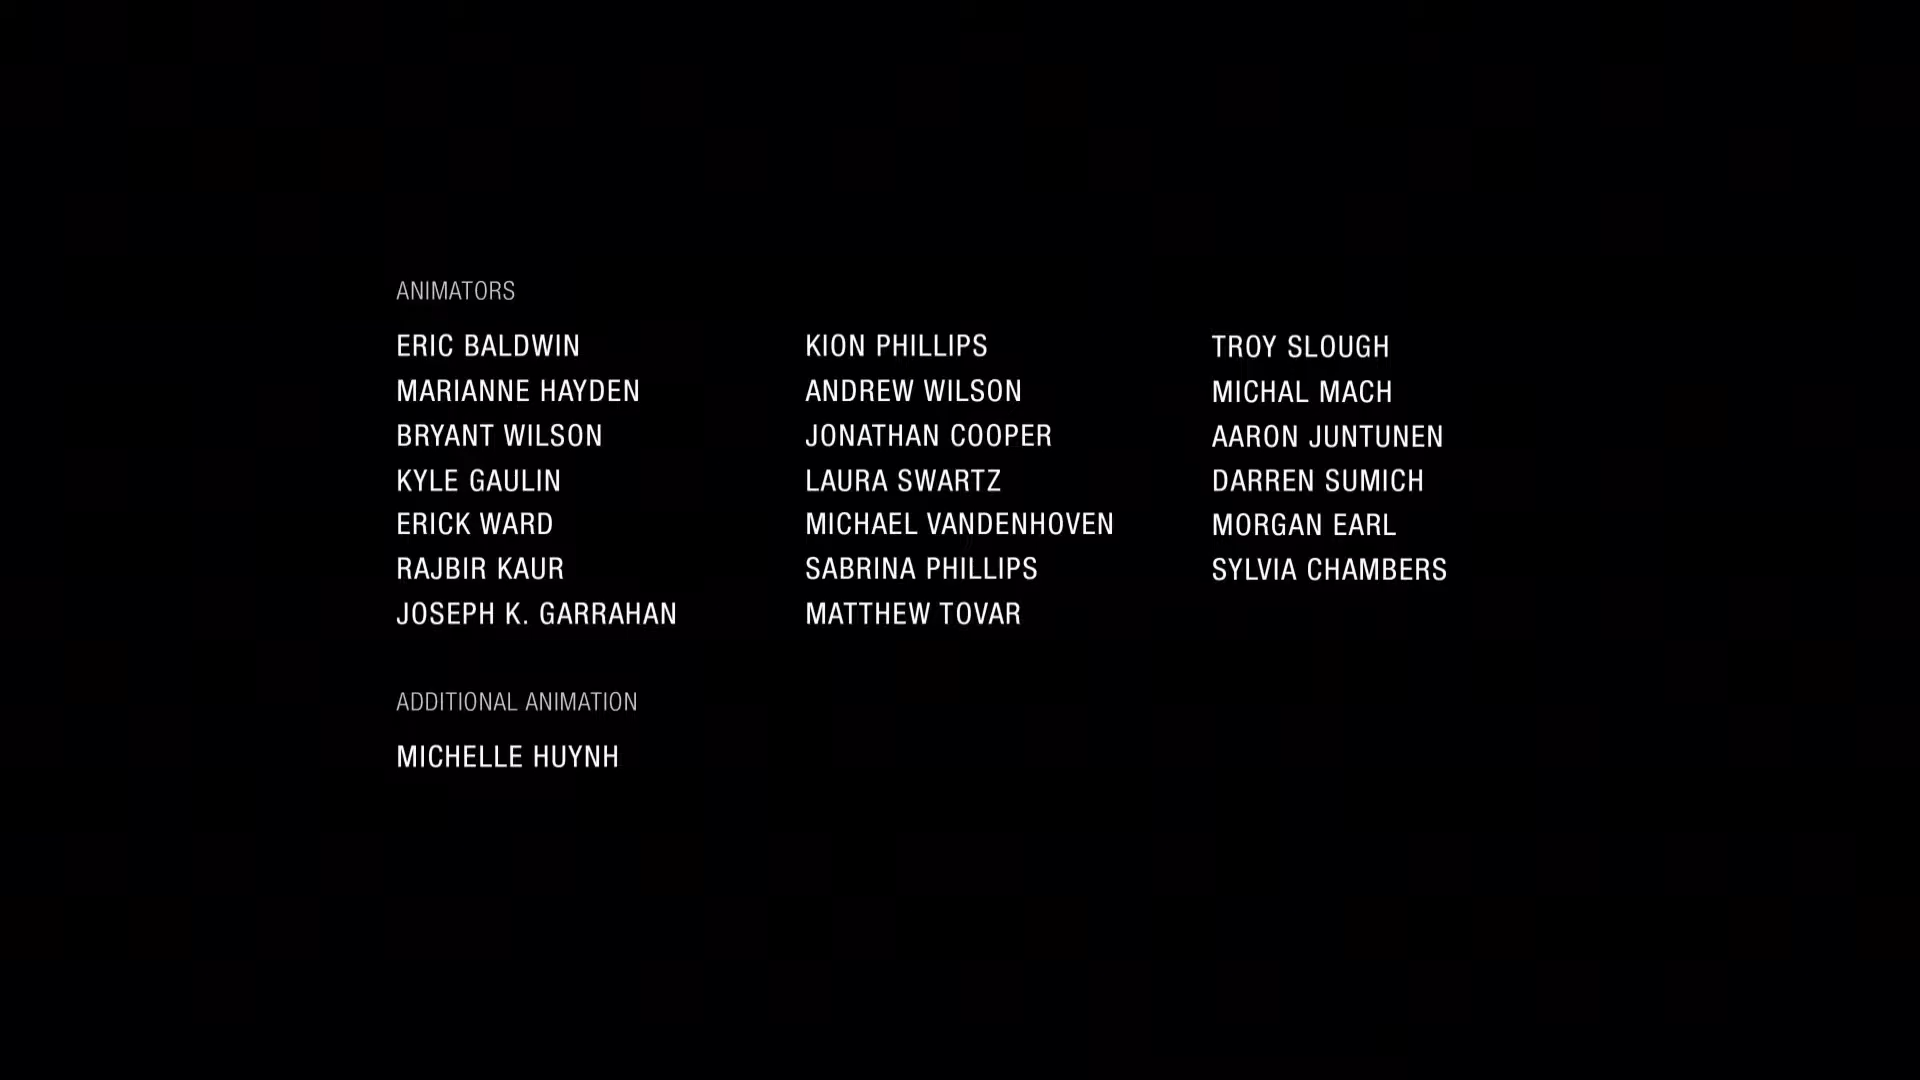 ANIMATORS
ERIC BALDWIN
MARIANNE HAYDEN
BRYANT WILSON
KYLE GAULIN
ERICK WARD
RAJBIR KAUR
JOSEPH K. GARRAHAN
KION PHILLIPS
ANDREW WILSON
JONATHAN COOPER
LAURA SWARTZ
MICHAEL VANDENHOVEN
SABRINA PHILLIPS
MATTHEW TOVAR
TROY SLOUGH
MICHAL MACH
AARON JUNTUNEN
DARREN SUMICH
MORGAN EARL
SYLVIA CHAMBERS
ADDITIONAL ANIMATION
MICHELLE HUYNH